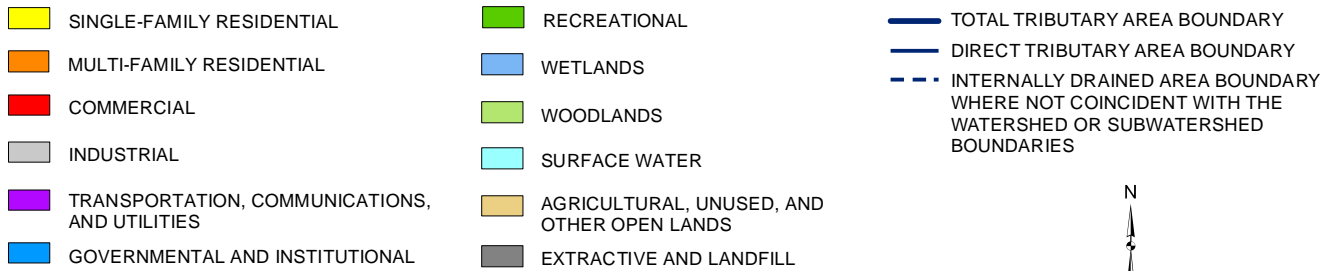 SINGLE-FAMILY RESIDENTIAL
MULTI-FAMILY RESIDENTIAL
COMMERCIAL
INDUSTRIAL
TRANSPORTATION, COMMUNICATIONS,
AND UTILITIES
GOVERNMENTAL AND INSTITUTIONAL
RECREATIONAL
WETLANDS
WOODLANDS
SURFACE WATER
AGRICULTURAL, UNUSED, AND
OTHER OPEN LANDS
EXTRACTIVE AND LANDFILL
TOTAL TRIBUTARY AREA BOUNDARY
DIRECT TRIBUTARY AREA BOUNDARY
INTERNALLY DRAINED AREA BOUNDARY
WHERE NOT COINCIDENT WITH THE
WATERSHED OR SUBWATERSHED
BOUNDARIES
N